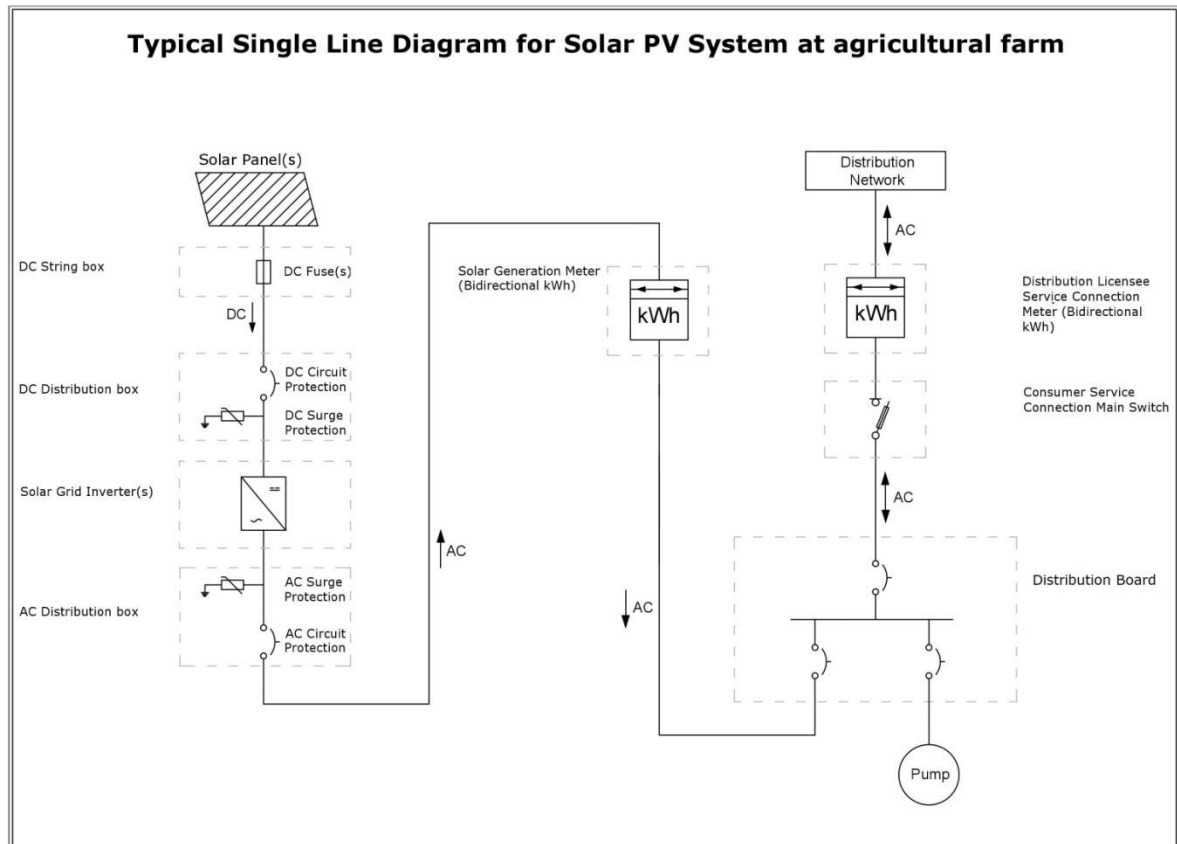 Typical Single Line Diagram for Solar PV System at agricultural farm
Solar Panel(s)
DC String box
DC Fuse(s)
DC
DC Distribution box
DC Circuit
Protection
DC Surge
Protection
Solar Grid Inverter(s)
AC Distribution box
AC Surge
Protection
AC Circuit
Protection
AC
Solar Generation Meter
(Bidirectional kWh)
kWh
AC
Distribution
Network
AC
kWh
Distribution Licensee
Service Connection
Meter (Bidirectional
kWh)
Consumer Service
Connection Main Switch
AC
Distribution Board
Pump